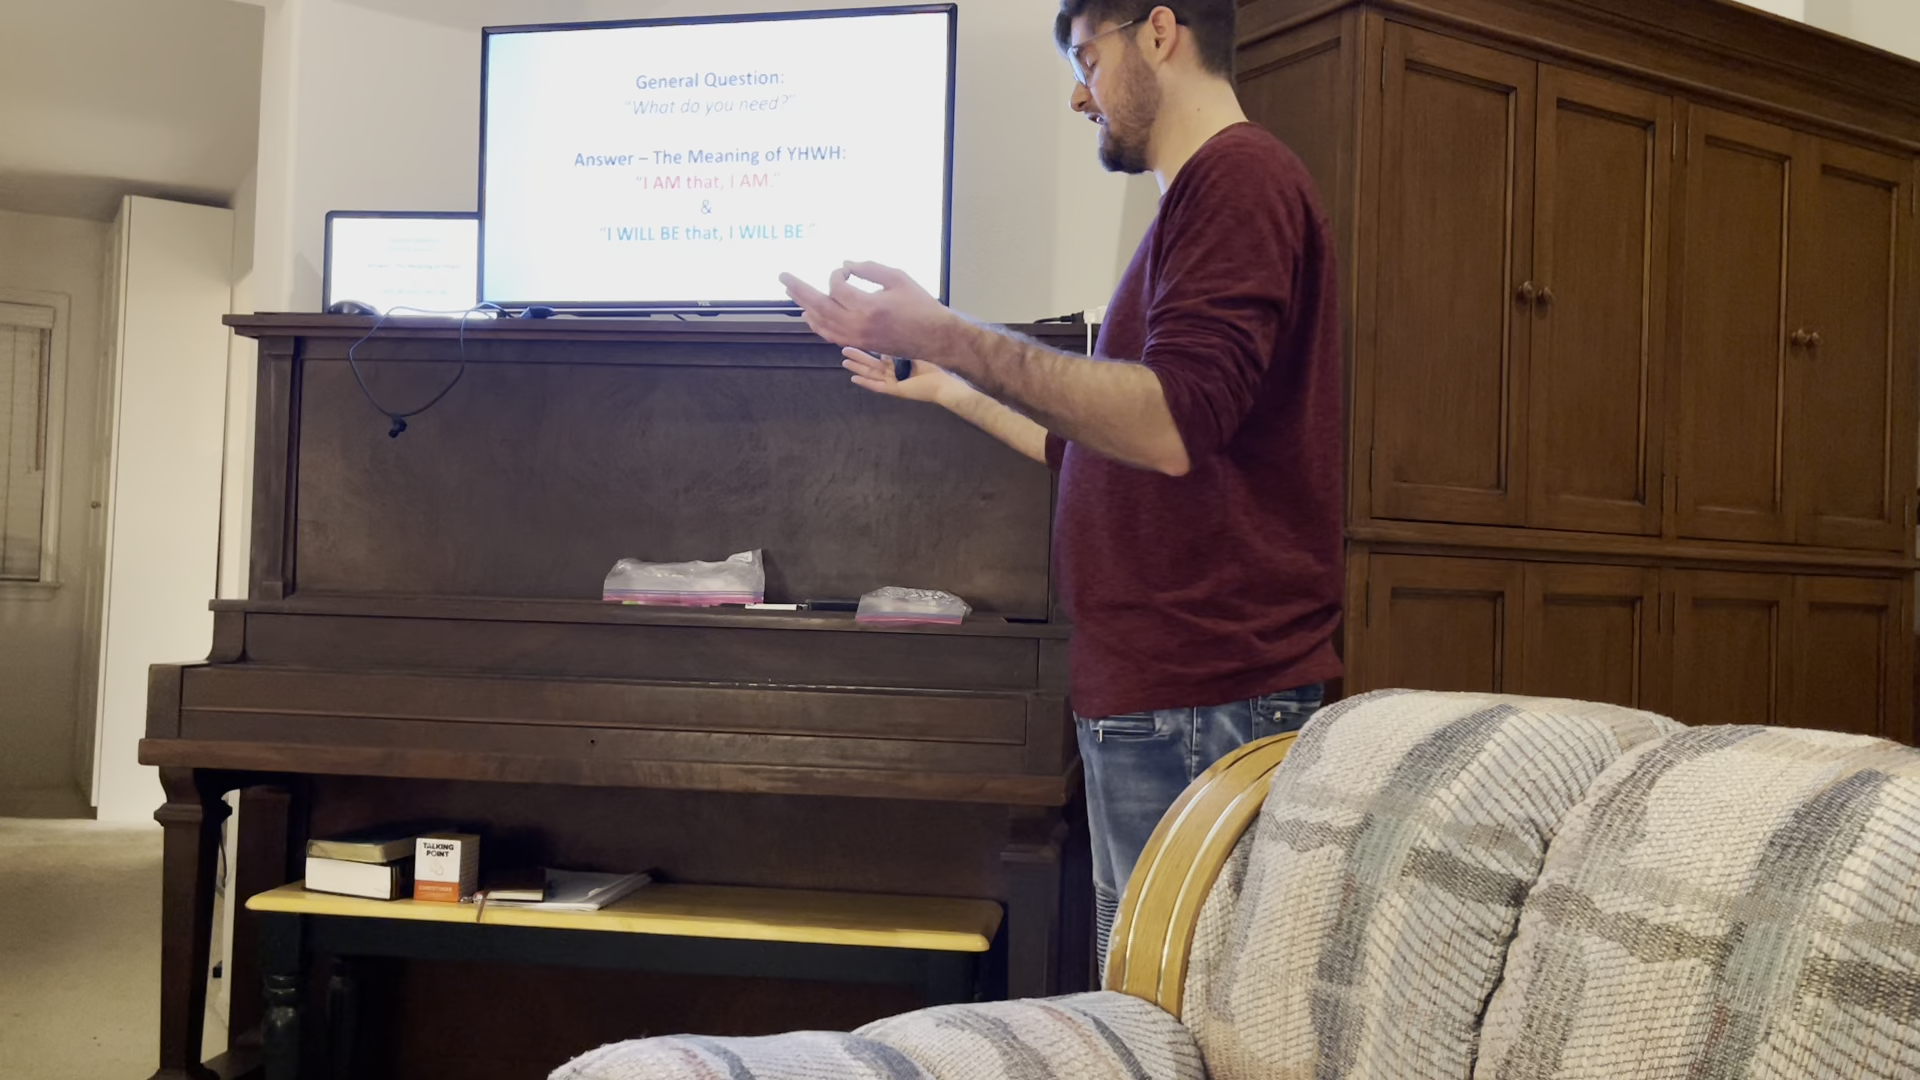 General Question:
“What do you need?”
Answer – The Meaning of YHWH:
“I AM that, I AM.”
&
“I WILL BE that, I WILL BE.”
TCL
TALKING
POINT